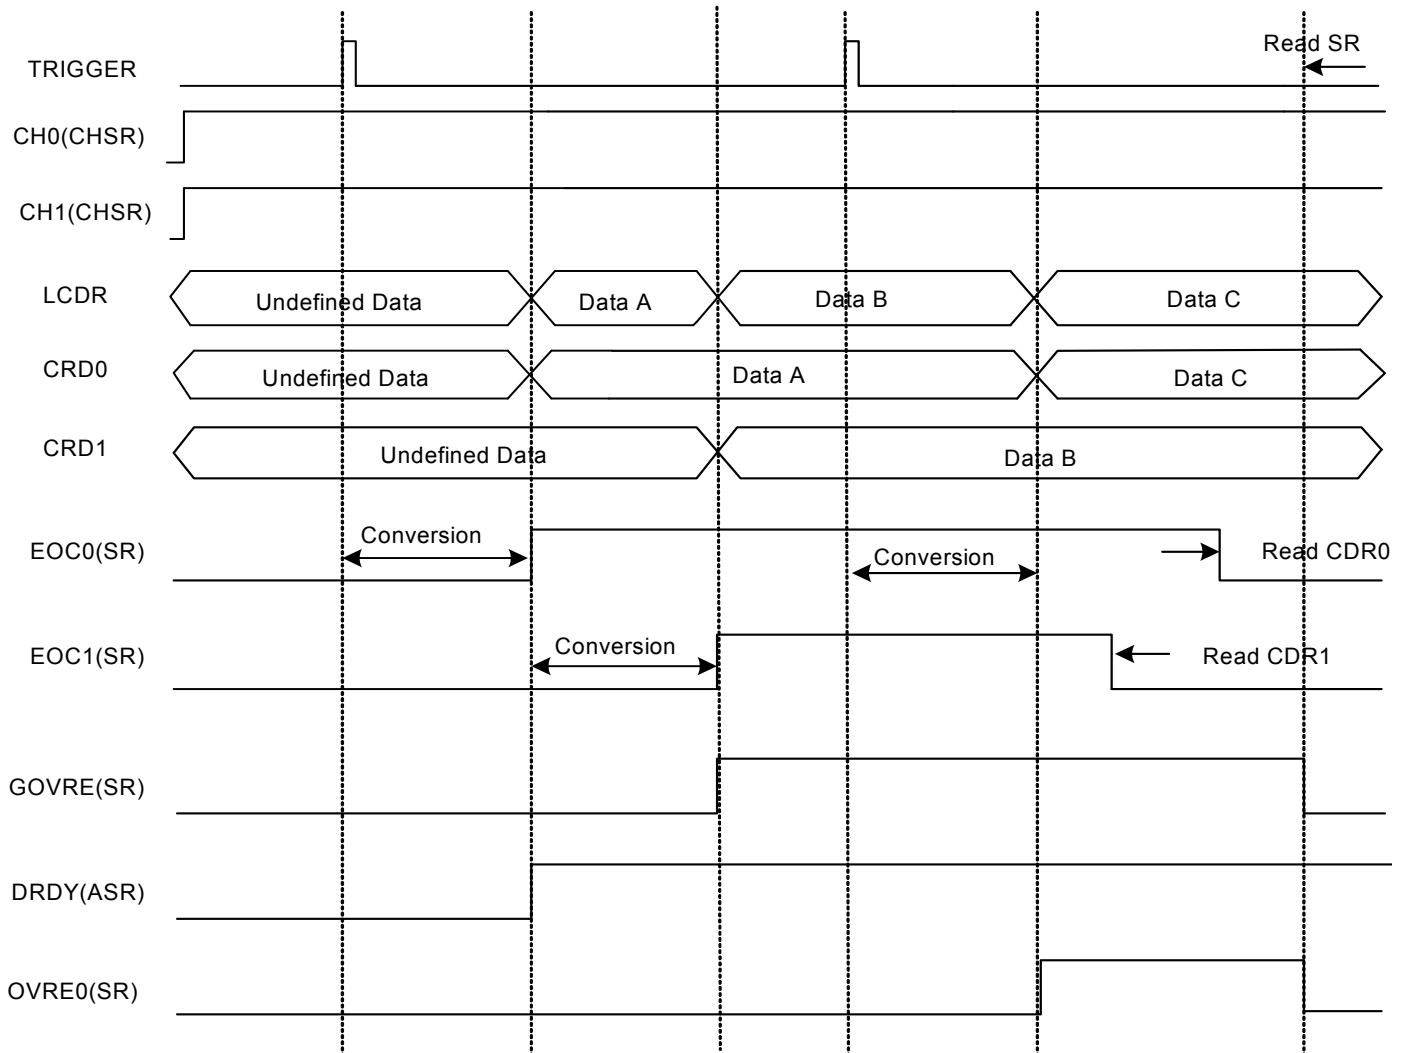 Read SR
TRIGGER
CH0(CHSR)
CH1(CHSR)
LCDR
Undefined Data
Data A
Data B
Data C
CRD0
Undefined Data
Data A
Data C
CRD1
Undefined Data
Data B
EOC0(SR)
Conversion
Conversion
Read CDR0
EOC1(SR)
Conversion
Read CDR1
GOVRE(SR)
DRDY(ASR)
OVRE0(SR)